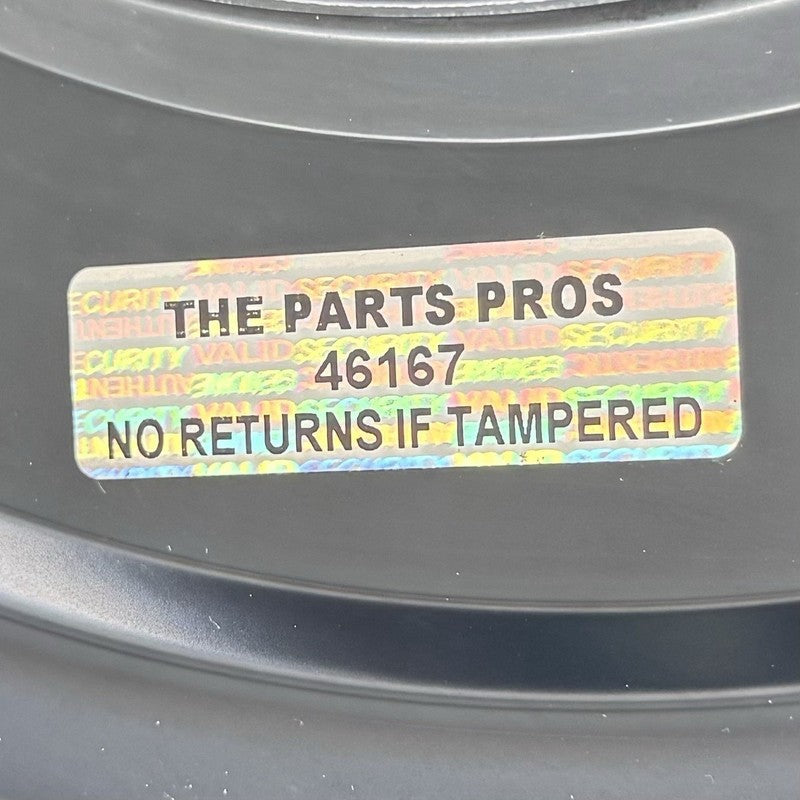 THE PARTS PROS
46167
NO RETURNS IF TAMPERED